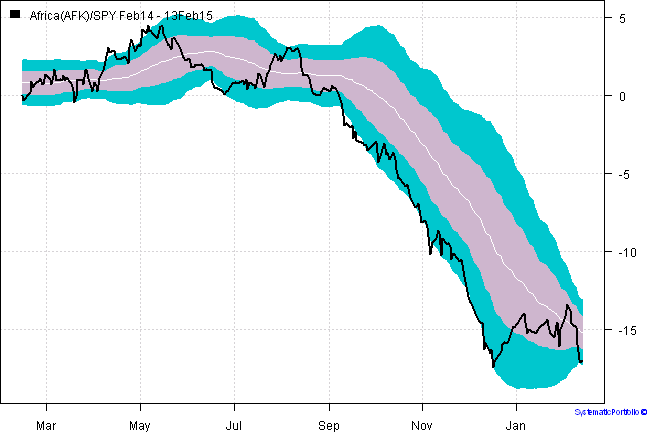 Africa(AFK)/SPY Feb14 - 13Feb15
5
0
-5
-10
-15
SystematicPortfolio ©
Mar May Jul Sep Nov Jan